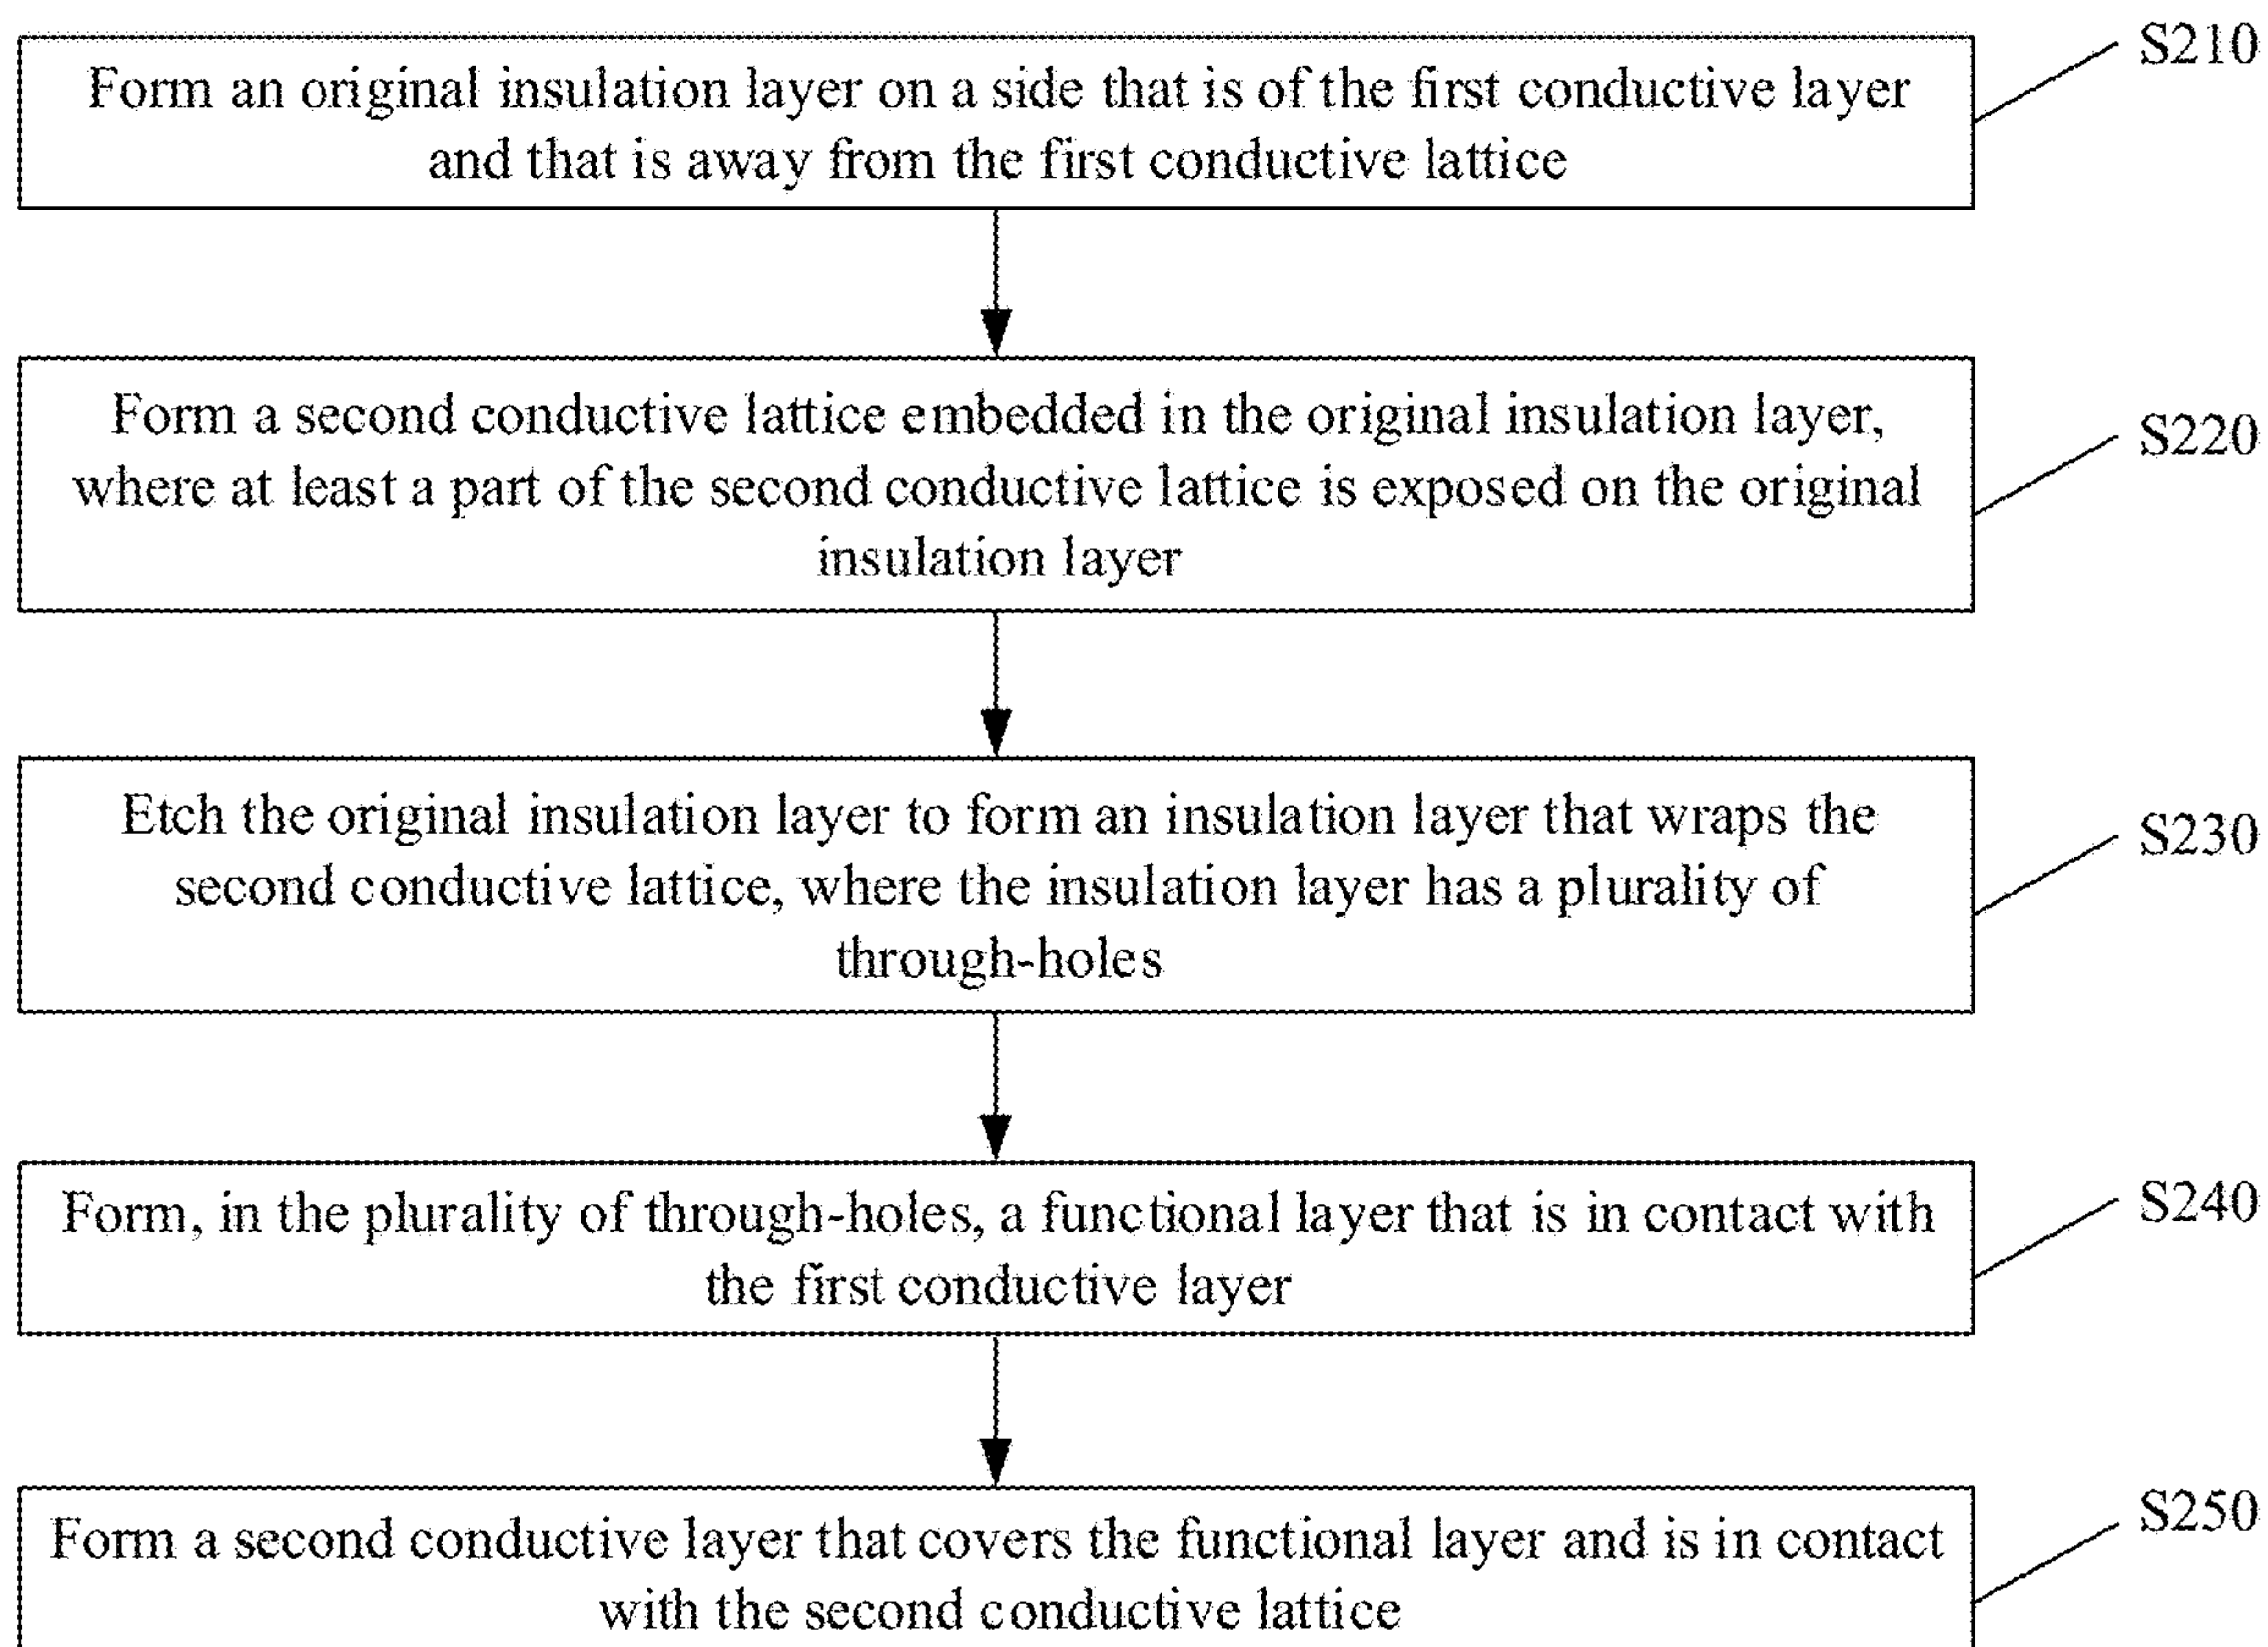 S210
Form an original insulation layer on a side that is of the first conductive layer
and that is away from the first conductive lattice
S220
Form a second conductive lattice embedded in the original insulation layer,
where at least a part of the second conductive lattice is exposed on the original
insulation layer
S230
Etch the original insulation layer to form an insulation layer that wraps the
second conductive lattice, where the insulation layer has a plurality of
through-holes
S240
Form, in the plurality of through-holes, a functional layer that is in contact with
the first conductive layer
S250
Form a second conductive layer that covers the functional layer and is in contact
with the second conductive lattice